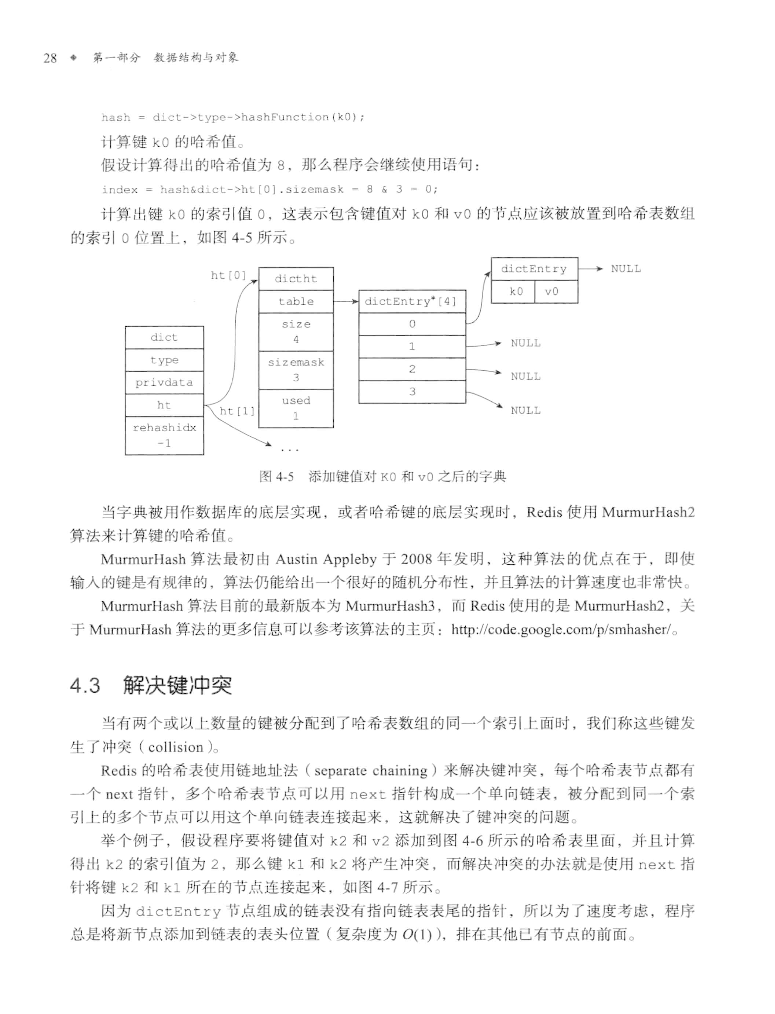 28 ◆ 第一部分 数据结构与对象
hash = dict->type->hashFunction(k0);
计算键 k0 的哈希值。
假设计算得出的哈希值为 8，那么程序会继续使用语句：
index = hash&dict->ht[0].sizemask = 8 & 3 = 0;
计算出键 k0 的索引值 0，这表示包含键值对 k0 和 v0 的节点应该被放置到哈希表数组
的索引 0 位置上，如图 4-5 所示。
dict
type
privdata
ht
rehashidx
-1
ht[0]
ht[1]
...
dictht
table
size
4
sizemask
3
used
1
dictEntry*[4]
0
1
2
3
dictEntry
k0 v0
NULL
NULL
NULL
NULL
图 4-5 添加键值对 K0 和 v0 之后的字典
当字典被用作数据库的底层实现，或者哈希键的底层实现时，Redis 使用 MurmurHash2
算法来计算键的哈希值。
MurmurHash 算法最初由 Austin Appleby 于 2008 年发明，这种算法的优点在于，即使
输入的键是有规律的，算法仍能给出一个很好的随机分布性，并且算法的计算速度也非常快。
MurmurHash 算法目前的最新版本为 MurmurHash3，而 Redis 使用的是 MurmurHash2，关
于 MurmurHash 算法的更多信息可以参考该算法的主页：http://code.google.com/p/smhasher/。
4.3 解决键冲突
当有两个或以上数量的键被分配到了哈希表数组的同一个索引上面时，我们称这些键发
生了冲突（collision）。
Redis 的哈希表使用链地址法（separate chaining）来解决键冲突，每个哈希表节点都有
一个 next 指针，多个哈希表节点可以用 next 指针构成一个单向链表，被分配到同一个索
引上的多个节点可以用这个单向链表连接起来，这就解决了键冲突的问题。
举个例子，假设程序要将键值对 k2 和 v2 添加到图 4-6 所示的哈希表里面，并且计算
得出 k2 的索引值为 2，那么键 k1 和 k2 将产生冲突，而解决冲突的办法就是使用 next 指
针将键 k2 和 k1 所在的节点连接起来，如图 4-7 所示。
因为 dictEntry 节点组成的链表没有指向链表表尾的指针，所以为了速度考虑，程序
总是将新节点添加到链表的表头位置（复杂度为 O(1)），排在其他已有节点的前面。